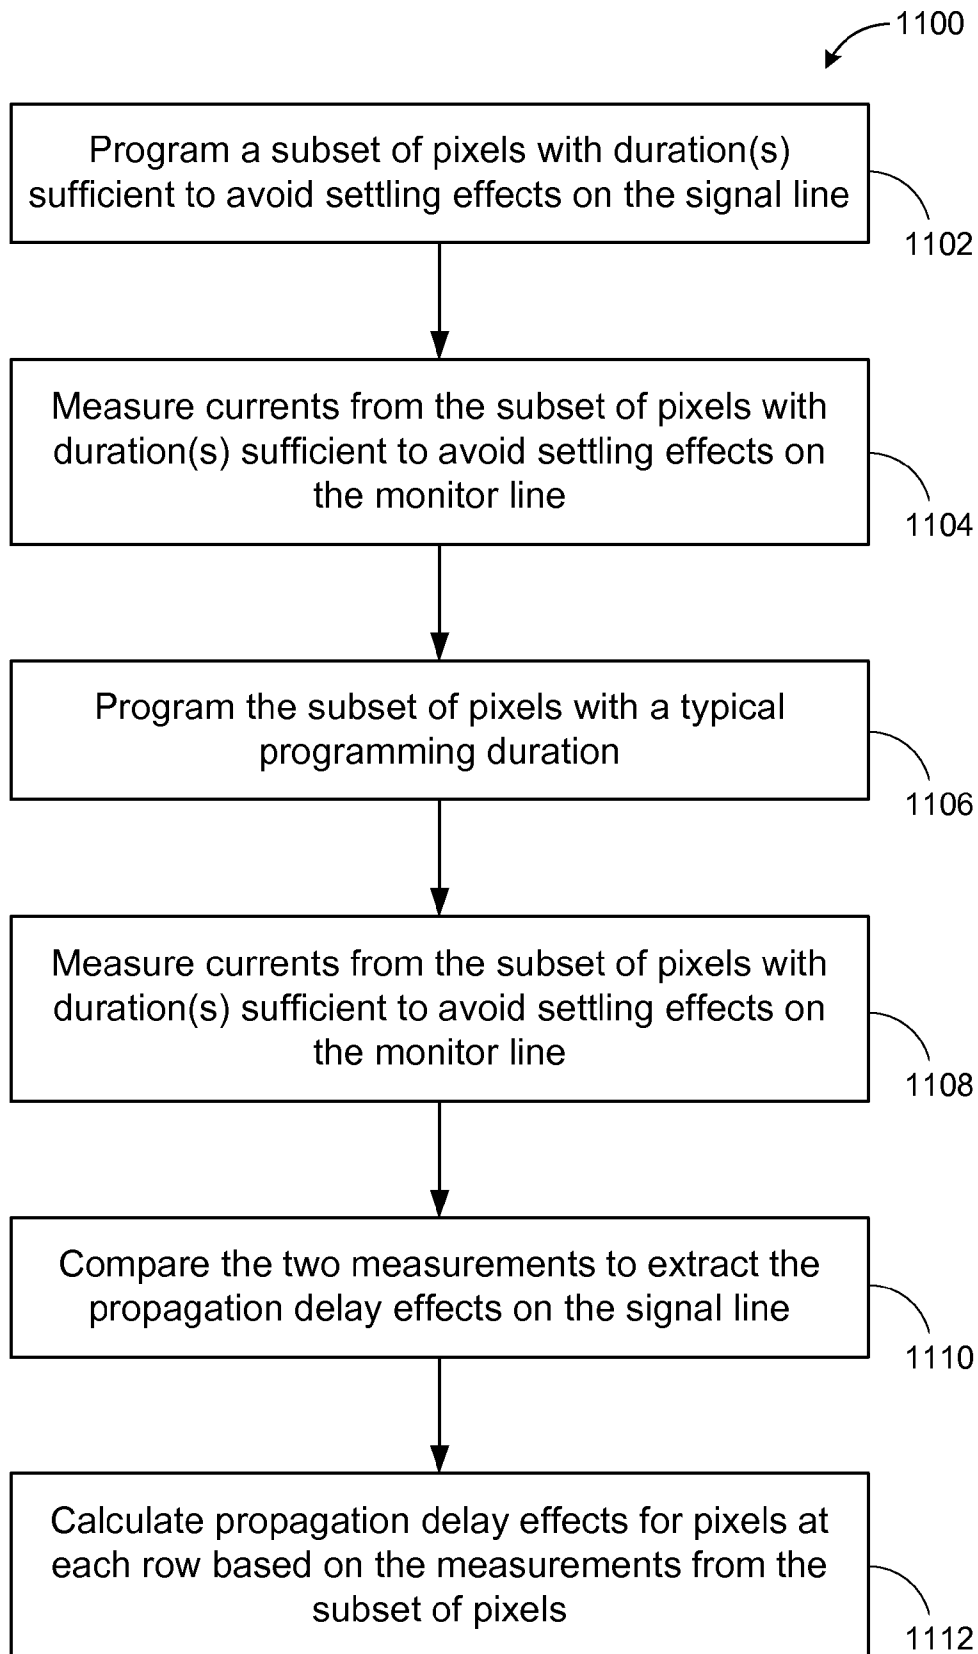 1100
Program a subset of pixels with duration(s)
sufficient to avoid settling effects on the signal line
1102
Measure currents from the subset of pixels with
duration(s) sufficient to avoid settling effects on
the monitor line
1104
Program the subset of pixels with a typical
programming duration
1106
Measure currents from the subset of pixels with
duration(s) sufficient to avoid settling effects on
the monitor line
1108
Compare the two measurements to extract the
propagation delay effects on the signal line
1110
Calculate propagation delay effects for pixels at
each row based on the measurements from the
subset of pixels
1112